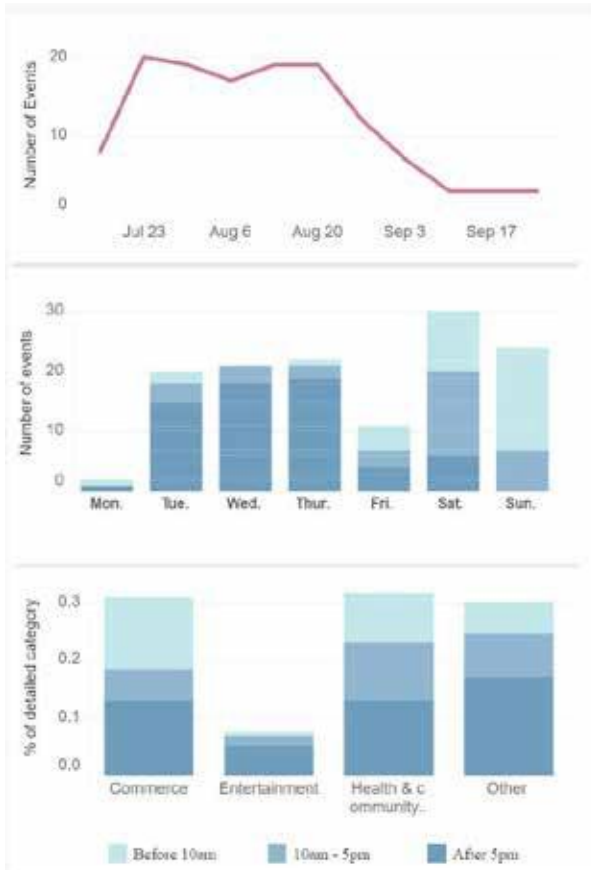 Number of Events
20
10
0
Jul 23 Aug 6 Aug 20 Sep 3 Sep 17
Number of events
30
20
10
0
Mon. Tue. Wed. Thur. Fri. Sat. Sun.
% of detailed category
0.3
0.2
0.1
0.0
Commerce Entertainment Health & c Other
ommunity..
Before 10am 10am - 5pm After 5pm